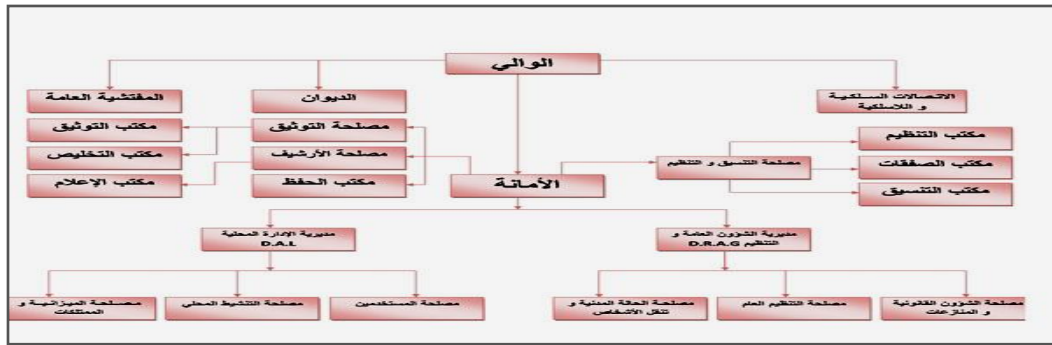 الوالي
المفتشية العامة
الديوان
الاتصالات السلكية
و اللاسلكية
مكتب التوثيق
مصلحة التوثيق
مكتب التنظيم
مكتب التخليص
مصلحة الأرشيف
مصلحة التنسيق و التنظيم
مكتب الصفقات
مكتب الإعلام
مكتب الحفظ
الأمانة
مكتب التنسيق
مديرية الإدارة المحلية
D.A.L
مديرية الشؤون العامة و
التنظيم D.R.A.G
مصلحة الميزانية و
الممتلكات
مصلحة التنشيط المحلي
مصلحة المستخدمين
مصلحة الحالة المدنية و
تنقل الأشخاص
مصلحة التنظيم العام
مصلحة الشؤون القانونية
و المنازعات